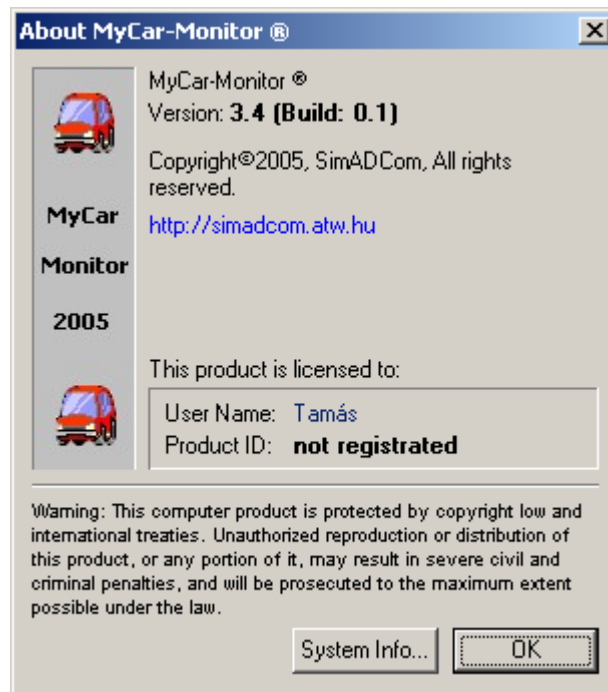 About MyCar-Monitor ®
MyCar-Monitor ®
Version: 3.4 (Build: 0.1)
Copyright©2005, SimADCom, All rights
reserved.
http://simadcom.atw.hu
MyCar
Monitor
2005
This product is licensed to:
User Name: Tamás
Product ID: not registrated
Warning: This computer product is protected by copyright low and
international treaties. Unauthorized reproduction or distribution of
this product, or any portion of it, may result in severe civil and
criminal penalties, and will be prosecuted to the maximum extent
possible under the law.
System Info... OK